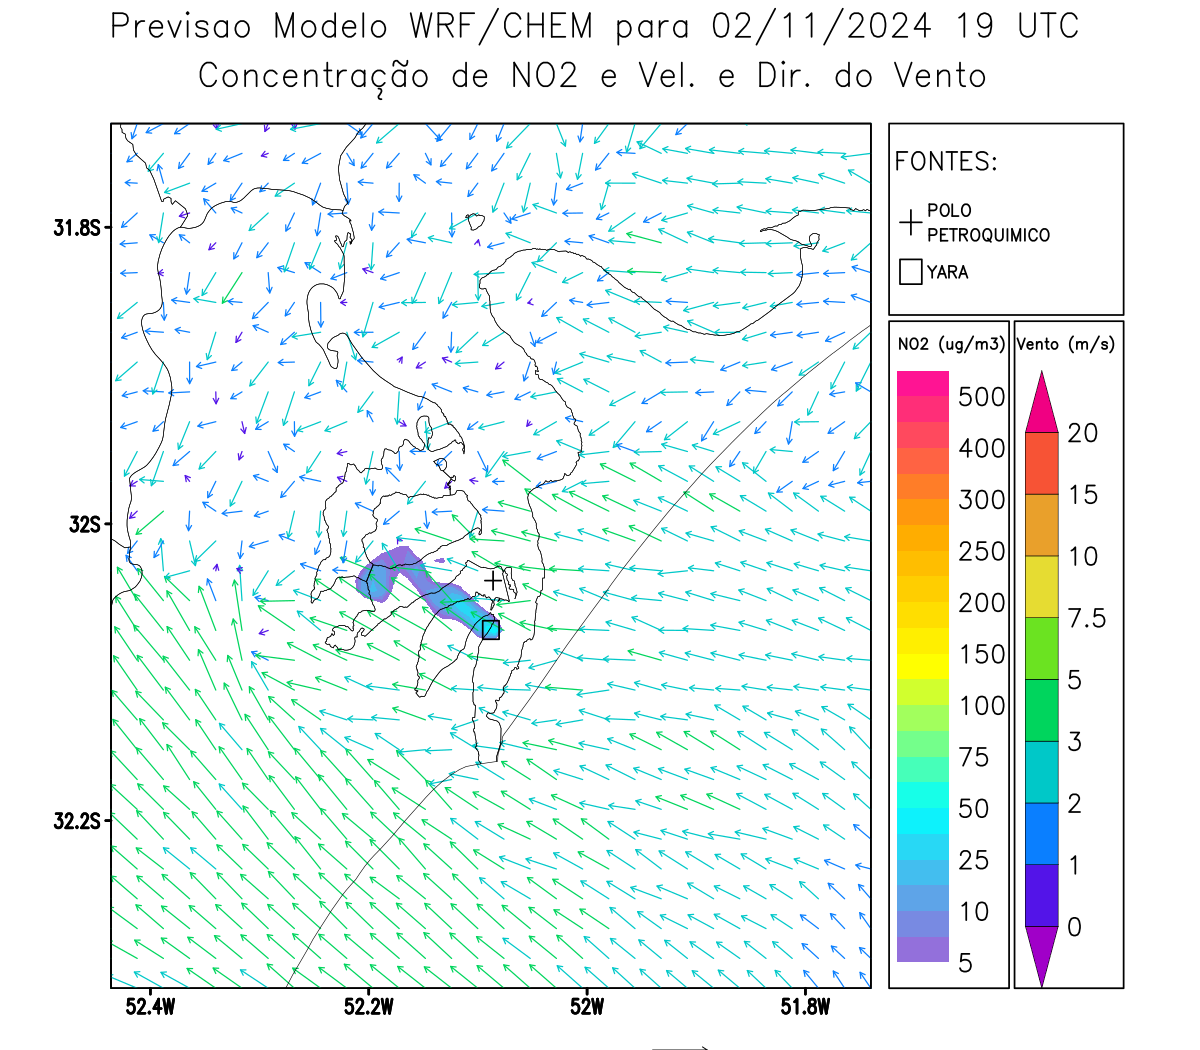 Previsao Modelo WRF/CHEM para 02/11/2024 19 UTC
Concentração de NO2 e Vel. e Dir. do Vento
FONTES:
POLO
PETROQUIMICO
YARA
31.8S
32S
32.2S
52.4W
52.2W
52W
51.8W
NO2 (ug/m3)
500
400
300
250
200
150
100
75
50
25
10
5
Vento (m/s)
20
15
10
7.5
5
3
2
1
0